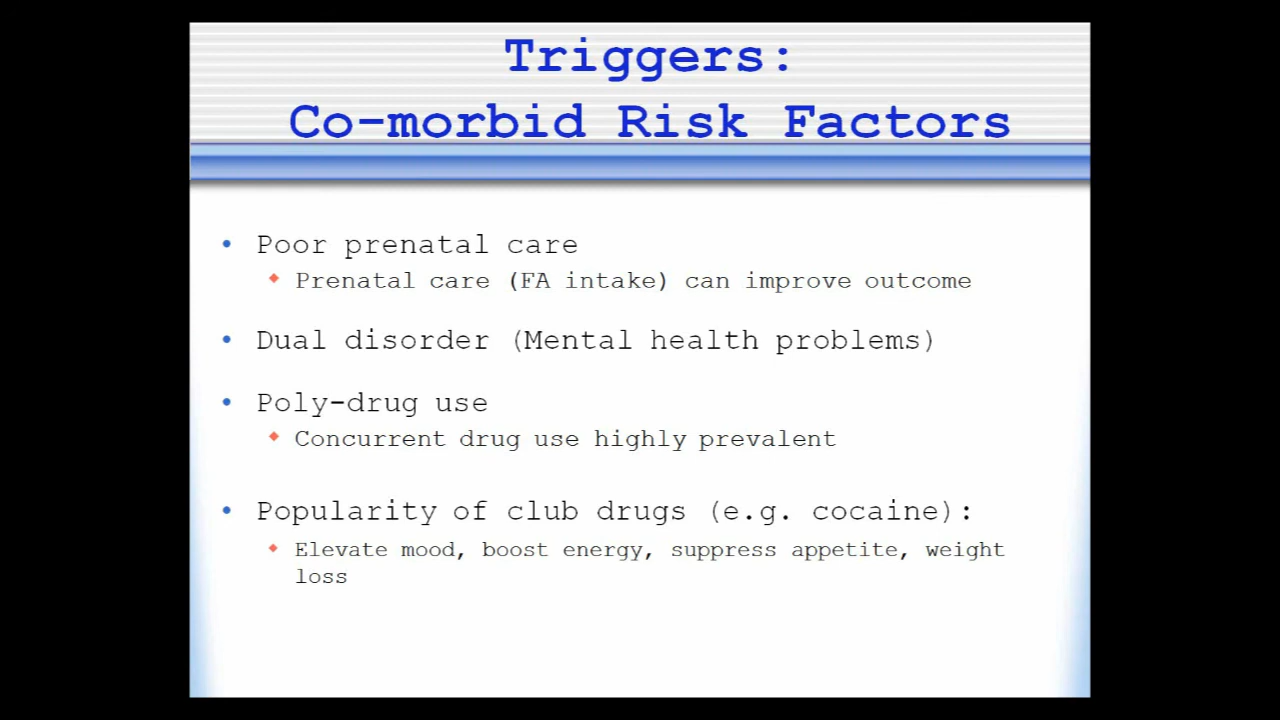 Triggers:
Co-morbid Risk Factors
• Poor prenatal care
◆ Prenatal care (FA intake) can improve outcome
• Dual disorder (Mental health problems)
• Poly-drug use
◆ Concurrent drug use highly prevalent
• Popularity of club drugs (e.g. cocaine):
◆ Elevate mood, boost energy, suppress appetite, weight
loss